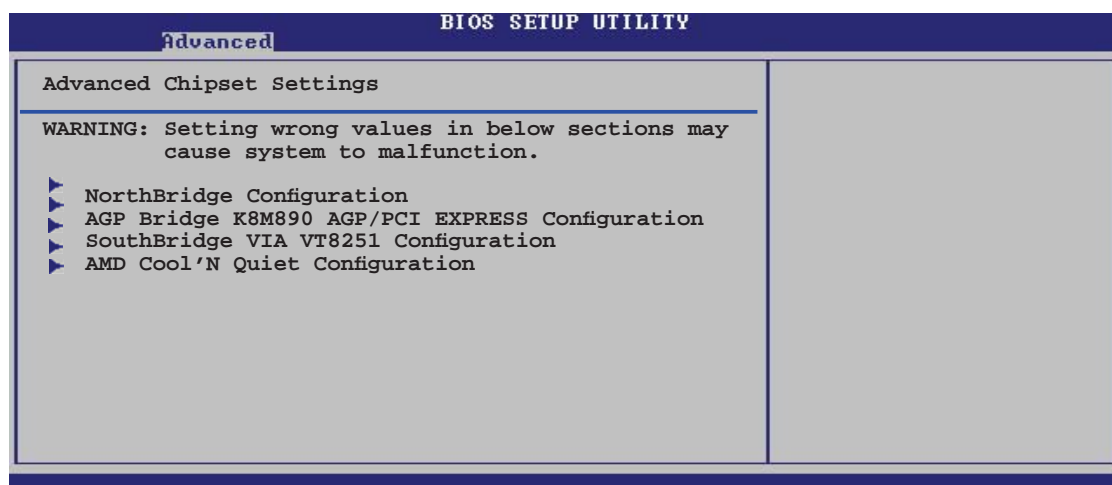 BIOS SETUP UTILITY
Advanced
Advanced Chipset Settings
WARNING: Setting wrong values in below sections may
cause system to malfunction.
NorthBridge Configuration
AGP Bridge K8M890 AGP/PCI EXPRESS Configuration
SouthBridge VIA VT8251 Configuration
AMD Cool'N Quiet Configuration